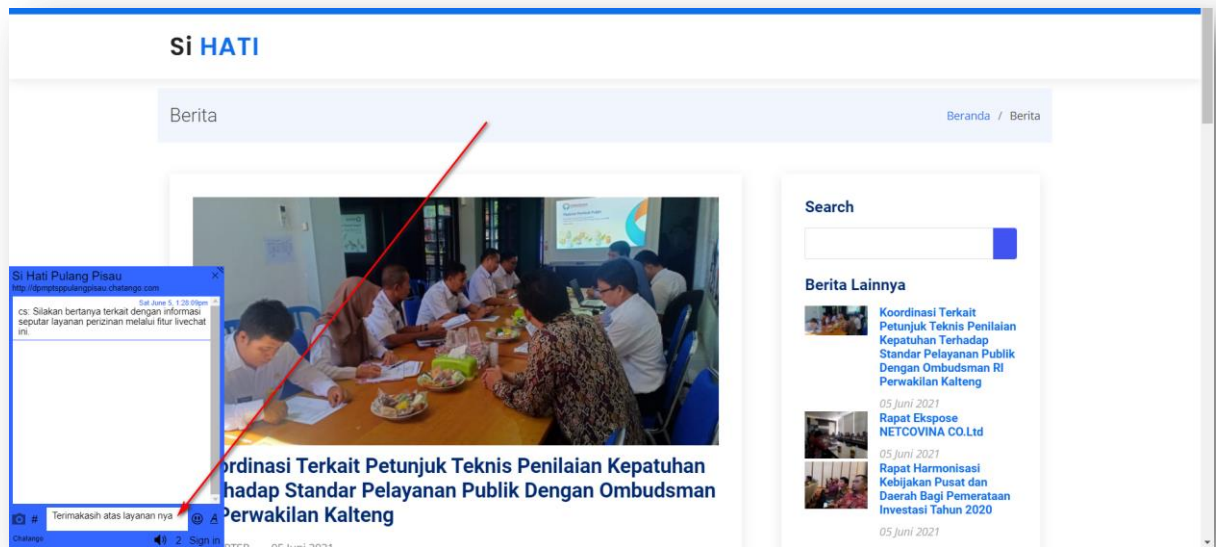 Si HATI
Berita
Beranda / Berita
Search
Berita Lainnya
Koordinasi Terkait
Petunjuk Teknis Penilaian
Kepatuhan Terhadap
Standar Pelayanan Publik
Dengan Ombudsman RI
Perwakilan Kalteng
05 Juni 2021
Rapat Ekspose
NETCOVINA CO.Ltd
05 Juni 2021
Rapat Harmonisasi
Kebijakan Pusat dan
Daerah Bagi Pemerataan
Investasi Tahun 2020
05 Juni 2021
Si Hati Pulang Pisau
http://dpmptsppulangpisau.chatango.com
Sat June 5, 1:28:09pm
cs: Silakan bertanya terkait dengan informasi
seputar layanan perizinan melalui fitur livechat
ini.
Terimakasih atas layanan nya
Chatango
2 Sign in
ordinasi Terkait Petunjuk Teknis Penilaian Kepatuhan
hadap Standar Pelayanan Publik Dengan Ombudsman
Perwakilan Kalteng
05 Juni 2021